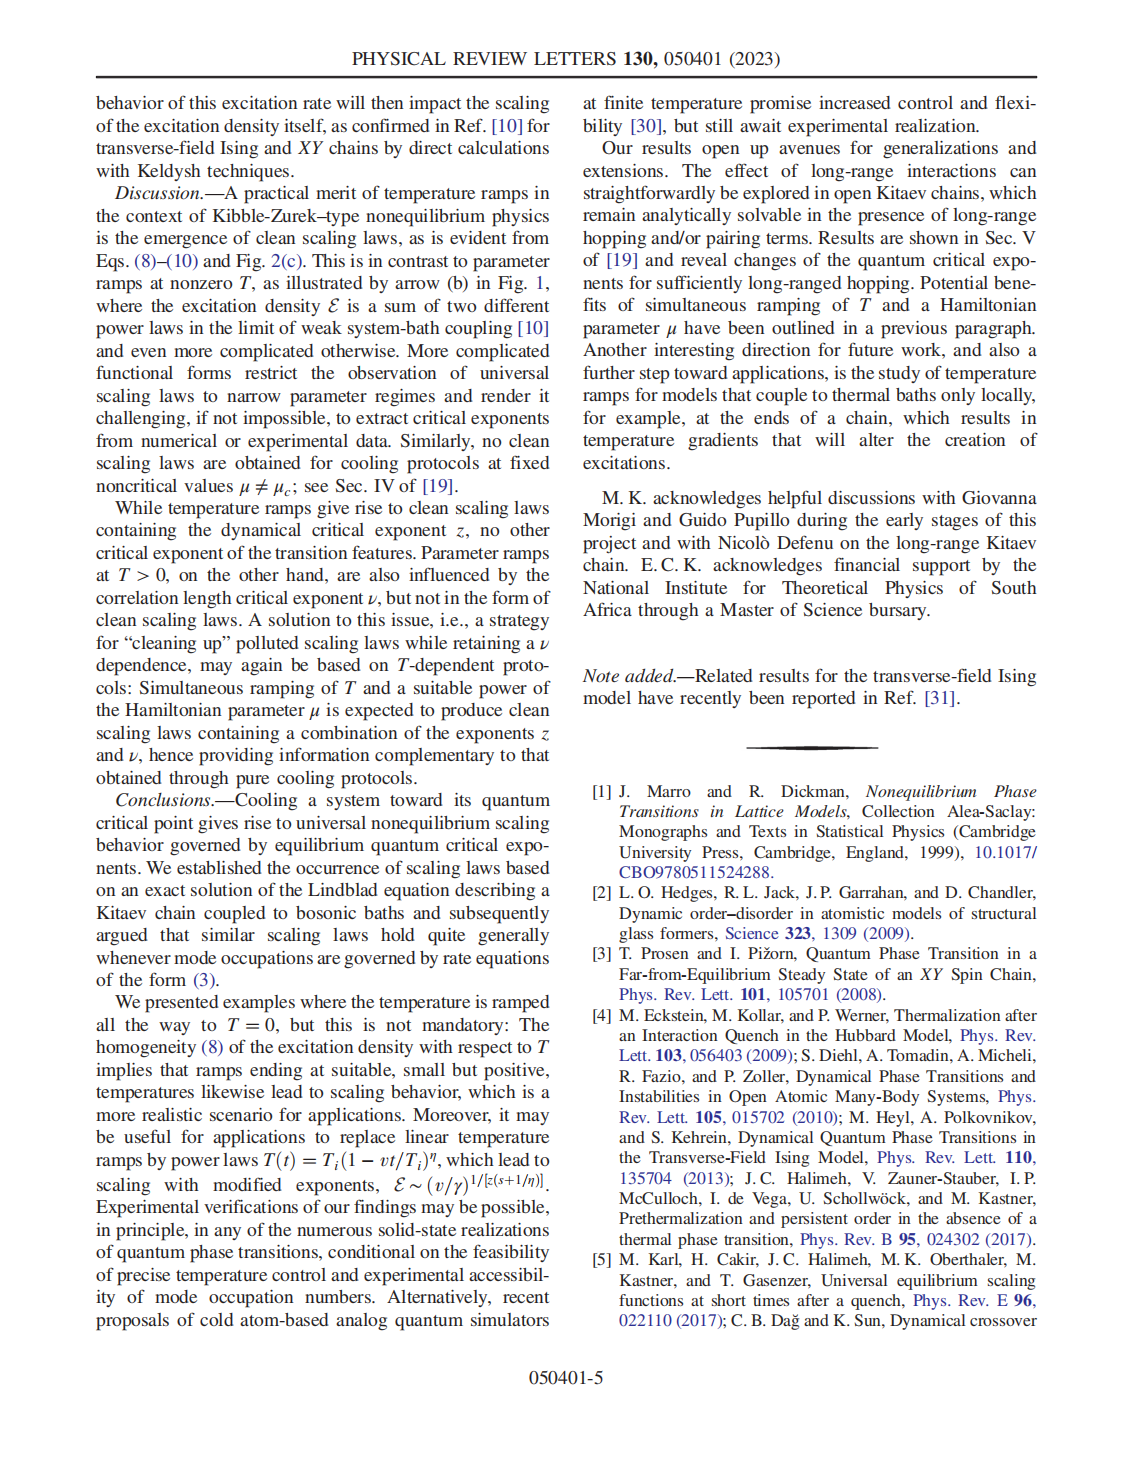 PHYSICAL REVIEW LETTERS 130, 050401 (2023)
behavior of this excitation rate will then impact the scaling
of the excitation density itself, as confirmed in Ref. [10] for
transverse-field Ising and XY chains by direct calculations
with Keldysh techniques.
Discussion.—A practical merit of temperature ramps in
the context of Kibble-Zurek–type nonequilibrium physics
is the emergence of clean scaling laws, as is evident from
Eqs. (8)–(10) and Fig. 2(c). This is in contrast to parameter
ramps at nonzero T, as illustrated by arrow (b) in Fig. 1,
where the excitation density ℰ is a sum of two different
power laws in the limit of weak system-bath coupling [10]
and even more complicated otherwise. More complicated
functional forms restrict the observation of universal
scaling laws to narrow parameter regimes and render it
challenging, if not impossible, to extract critical exponents
from numerical or experimental data. Similarly, no clean
scaling laws are obtained for cooling protocols at fixed
noncritical values μ ≠ μc; see Sec. IV of [19].
While temperature ramps give rise to clean scaling laws
containing the dynamical critical exponent z, no other
critical exponent of the transition features. Parameter ramps
at T > 0, on the other hand, are also influenced by the
correlation length critical exponent ν, but not in the form of
clean scaling laws. A solution to this issue, i.e., a strategy
for “cleaning up” polluted scaling laws while retaining a ν
dependence, may again be based on T-dependent proto-
cols: Simultaneous ramping of T and a suitable power of
the Hamiltonian parameter μ is expected to produce clean
scaling laws containing a combination of the exponents z
and ν, hence providing information complementary to that
obtained through pure cooling protocols.
Conclusions.—Cooling a system toward its quantum
critical point gives rise to universal nonequilibrium scaling
behavior governed by equilibrium quantum critical expo-
nents. We established the occurrence of scaling laws based
on an exact solution of the Lindblad equation describing a
Kitaev chain coupled to bosonic baths and subsequently
argued that similar scaling laws hold quite generally
whenever mode occupations are governed by rate equations
of the form (3).
We presented examples where the temperature is ramped
all the way to T = 0, but this is not mandatory: The
homogeneity (8) of the excitation density with respect to T
implies that ramps ending at suitable, small but positive,
temperatures likewise lead to scaling behavior, which is a
more realistic scenario for applications. Moreover, it may
be useful for applications to replace linear temperature
ramps by power laws T(t) = Ti(1 − vt/Ti)^η, which lead to
scaling with modified exponents, ℰ ∼ (v/γ)^1/[z(s+1/η)].
Experimental verifications of our findings may be possible,
in principle, in any of the numerous solid-state realizations
of quantum phase transitions, conditional on the feasibility
of precise temperature control and experimental accessibil-
ity of mode occupation numbers. Alternatively, recent
proposals of cold atom-based analog quantum simulators
at finite temperature promise increased control and flexi-
bility [30], but still await experimental realization.
Our results open up avenues for generalizations and
extensions. The effect of long-range interactions can
straightforwardly be explored in open Kitaev chains, which
remain analytically solvable in the presence of long-range
hopping and/or pairing terms. Results are shown in Sec. V
of [19] and reveal changes of the quantum critical expo-
nents for sufficiently long-ranged hopping. Potential bene-
fits of simultaneous ramping of T and a Hamiltonian
parameter μ have been outlined in a previous paragraph.
Another interesting direction for future work, and also a
further step toward applications, is the study of temperature
ramps for models that couple to thermal baths only locally,
for example, at the ends of a chain, which results in
temperature gradients that will alter the creation of
excitations.
M. K. acknowledges helpful discussions with Giovanna
Morigi and Guido Pupillo during the early stages of this
project and with Nicolò Defenu on the long-range Kitaev
chain. E. C. K. acknowledges financial support by the
National Institute for Theoretical Physics of South
Africa through a Master of Science bursary.
Note added.—Related results for the transverse-field Ising
model have recently been reported in Ref. [31].
[1] J. Marro and R. Dickman, Nonequilibrium Phase
Transitions in Lattice Models, Collection Alea-Saclay:
Monographs and Texts in Statistical Physics (Cambridge
University Press, Cambridge, England, 1999), 10.1017/
CBO9780511524288.
[2] L. O. Hedges, R. L. Jack, J. P. Garrahan, and D. Chandler,
Dynamic order–disorder in atomistic models of structural
glass formers, Science 323, 1309 (2009).
[3] T. Prosen and I. Pižorn, Quantum Phase Transition in a
Far-from-Equilibrium Steady State of an XY Spin Chain,
Phys. Rev. Lett. 101, 105701 (2008).
[4] M. Eckstein, M. Kollar, and P. Werner, Thermalization after
an Interaction Quench in the Hubbard Model, Phys. Rev.
Lett. 103, 056403 (2009); S. Diehl, A. Tomadin, A. Micheli,
R. Fazio, and P. Zoller, Dynamical Phase Transitions and
Instabilities in Open Atomic Many-Body Systems, Phys.
Rev. Lett. 105, 015702 (2010); M. Heyl, A. Polkovnikov,
and S. Kehrein, Dynamical Quantum Phase Transitions in
the Transverse-Field Ising Model, Phys. Rev. Lett. 110,
135704 (2013); J. C. Halimeh, V. Zauner-Stauber, I. P.
McCulloch, I. de Vega, U. Schollwöck, and M. Kastner,
Prethermalization and persistent order in the absence of a
thermal phase transition, Phys. Rev. B 95, 024302 (2017).
[5] M. Karl, H. Cakir, J. C. Halimeh, M. K. Oberthaler, M.
Kastner, and T. Gasenzer, Universal equilibrium scaling
functions at short times after a quench, Phys. Rev. E 96,
022110 (2017); C. B. Dağ and K. Sun, Dynamical crossover
050401-5